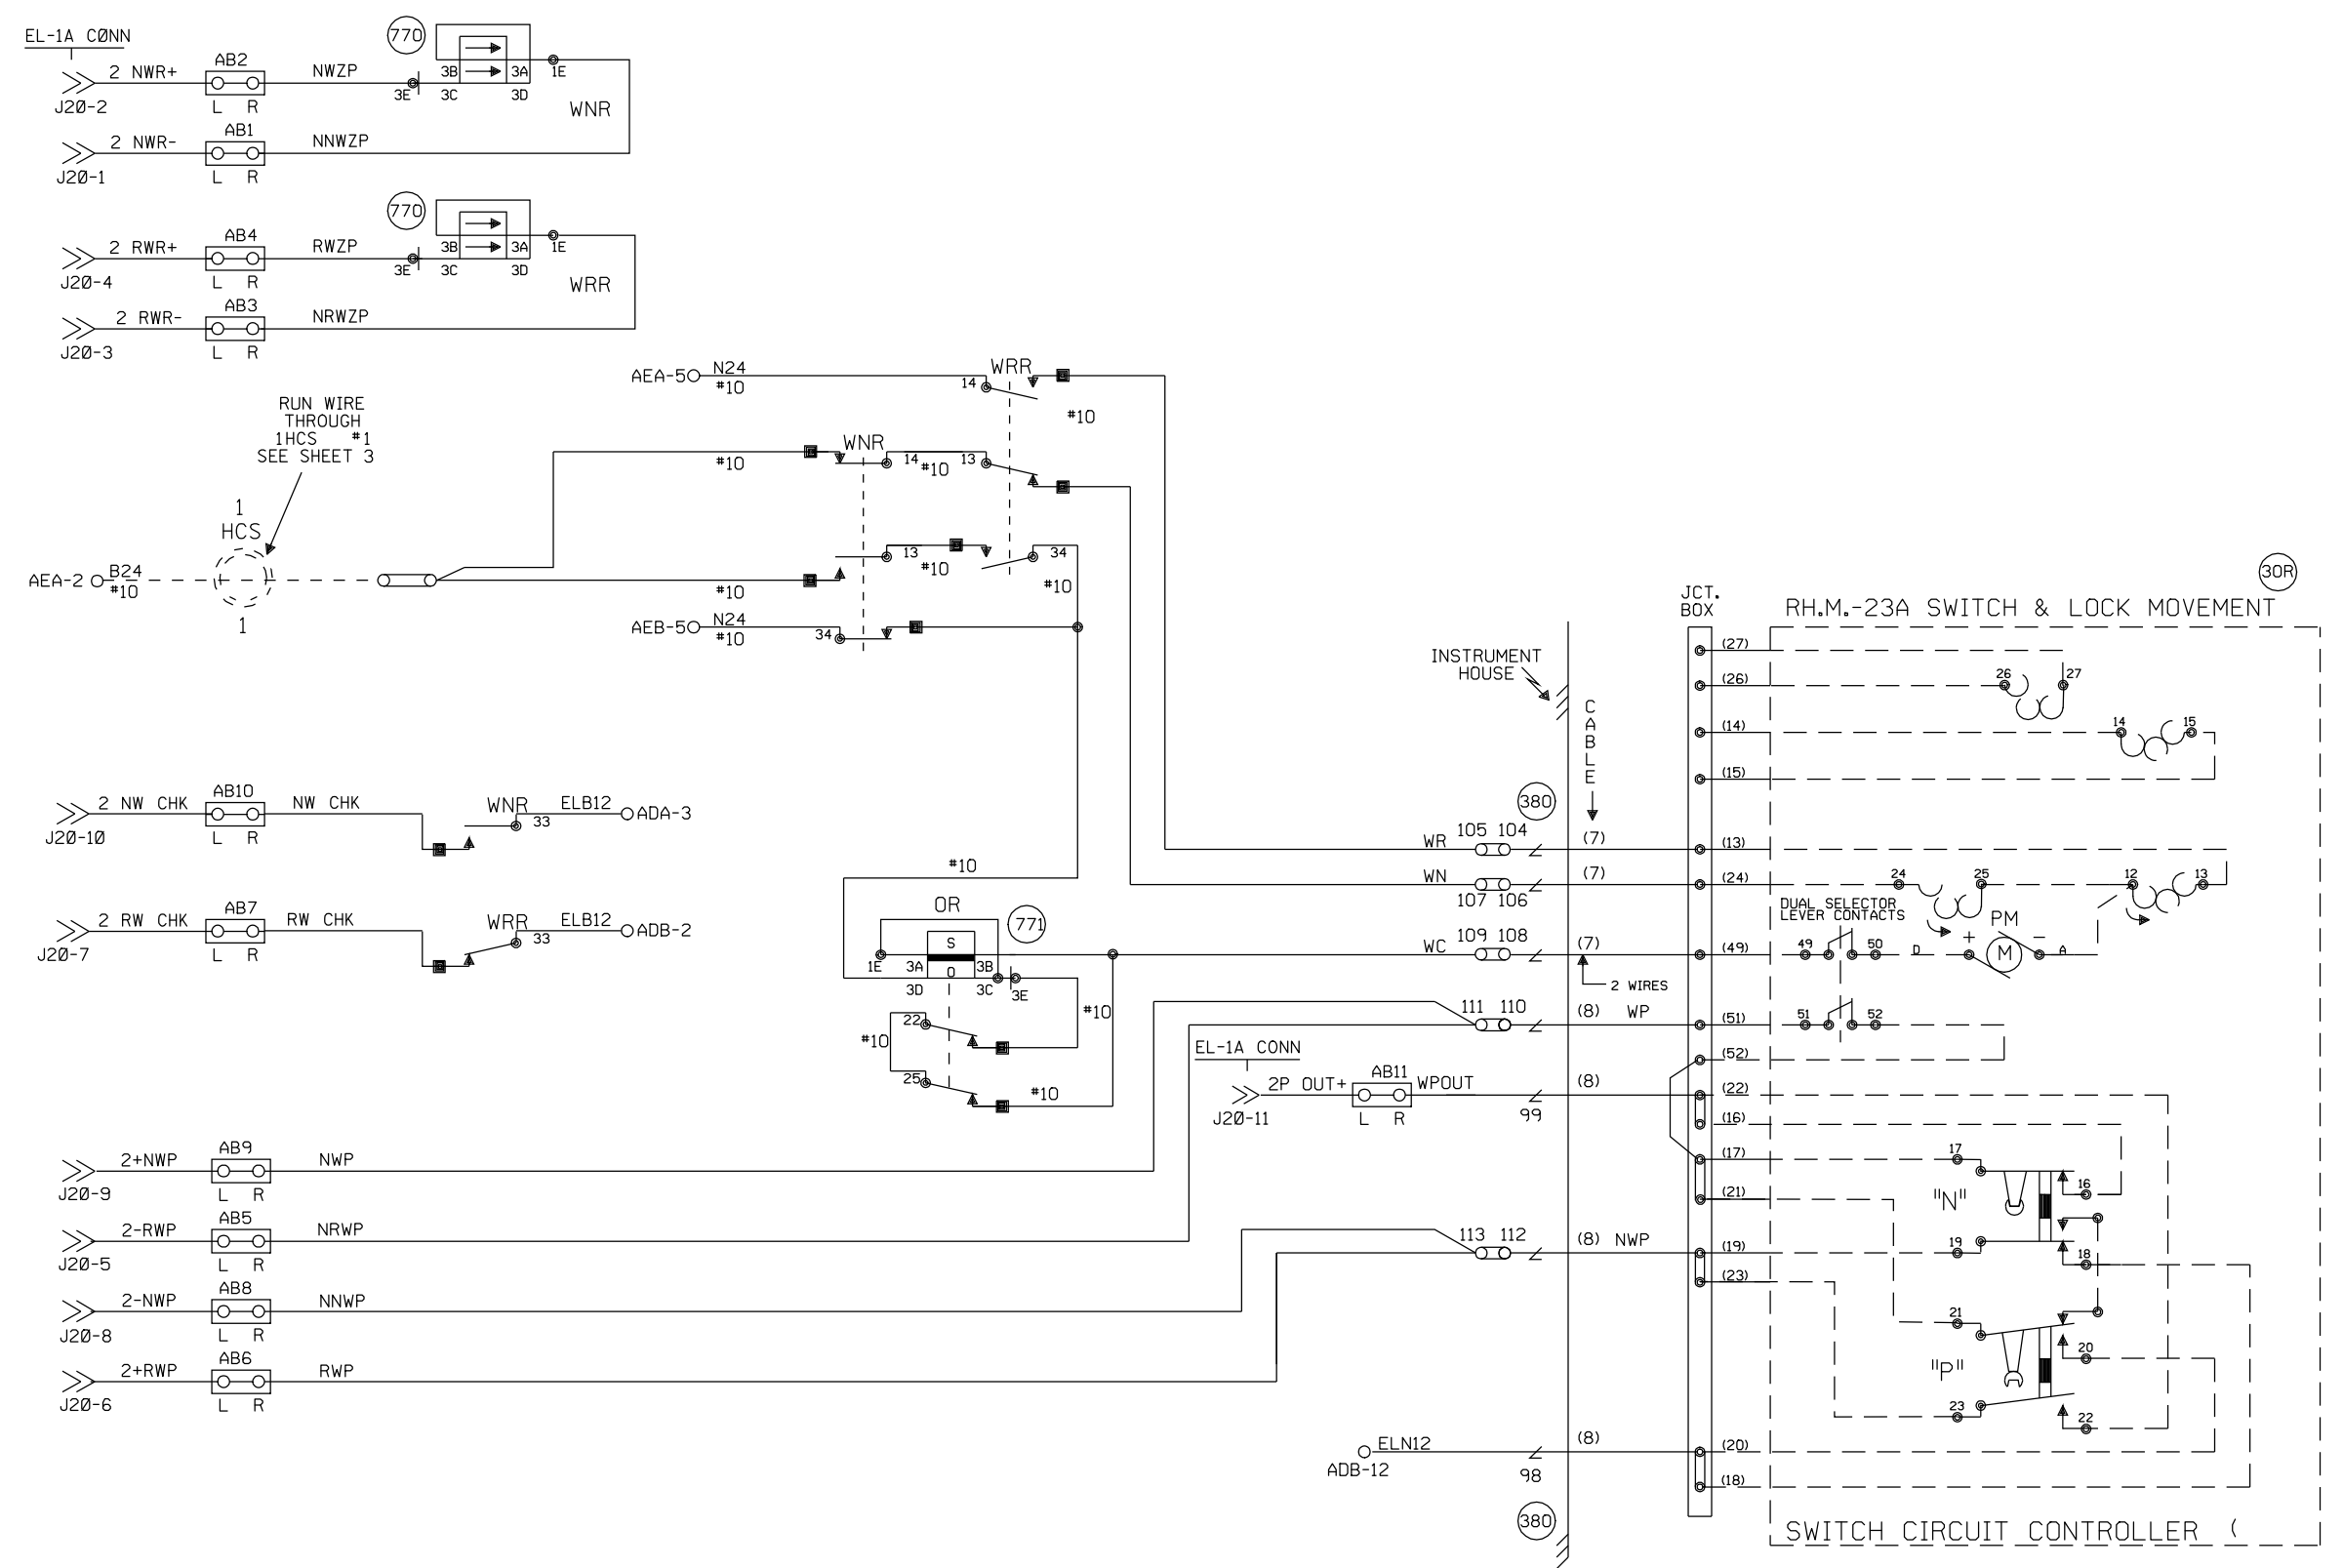 EL-1A CØNN
770
AB2
2 NWR+
NWZP
3B
3A
1E
J2Ø-2
L R
3E
3C
3D
WNR
AB1
2 NWR-
NNWZP
J2Ø-1
L R
770
AB4
2 RWR+
RWZP
3B
3A
1E
J2Ø-4
L R
3E
3C
3D
WRR
AB3
2 RWR-
NRWZP
J2Ø-3
L R
RUN WIRE
THROUGH
1HCS #1
SEE SHEET 3
AEA-5
N24
#10
14
WRR
#10
WNR
#10
14
#10
13
1
HCS
AEA-2
B24
#10
1
13
#10
34
#10
#10
AEB-5
N24
#10
34
AB10
2 NW CHK
NW CHK
WNR
ELB12
ADA-3
33
J2Ø-10
L R
AB7
2 RW CHK
RW CHK
WRR
ELB12
ADB-2
33
J2Ø-7
L R
#10
OR
771
S
1E
3A
3B
O
3D
3C
3E
22
#10
#10
25
#10
INSTRUMENT
HOUSE
CABLE
380
WR
105 104
(7)
WN
(7)
107 106
WC
109 108
(7)
2 WIRES
111 110
(8)
WP
EL-1A CONN
2P OUT+
AB11
WPOUT
(8)
J2Ø-11
L R
99
AB9
2+NWP
NWP
J2Ø-9
L R
AB5
2-RWP
NRWP
J2Ø-5
L R
113 112
(8)
NWP
AB8
2-NWP
NNWP
J2Ø-8
L R
AB6
2+RWP
RWP
J2Ø-6
L R
ELN12
(8)
ADB-12
98
380
JCT.
BOX
30R
RH.M.-23A SWITCH & LOCK MOVEMENT
(27)
(26)
26
27
(14)
14
15
(15)
(13)
(24)
24
25
12
13
DUAL SELECTOR
LEVER CONTACTS
PM
(49)
49
50
D
+
M
-
A
(51)
51
52
(52)
(22)
(16)
(17)
17
16
(21)
"N"
(19)
19
18
(23)
21
20
"P"
23
22
(20)
(18)
SWITCH CIRCUIT CONTROLLER (